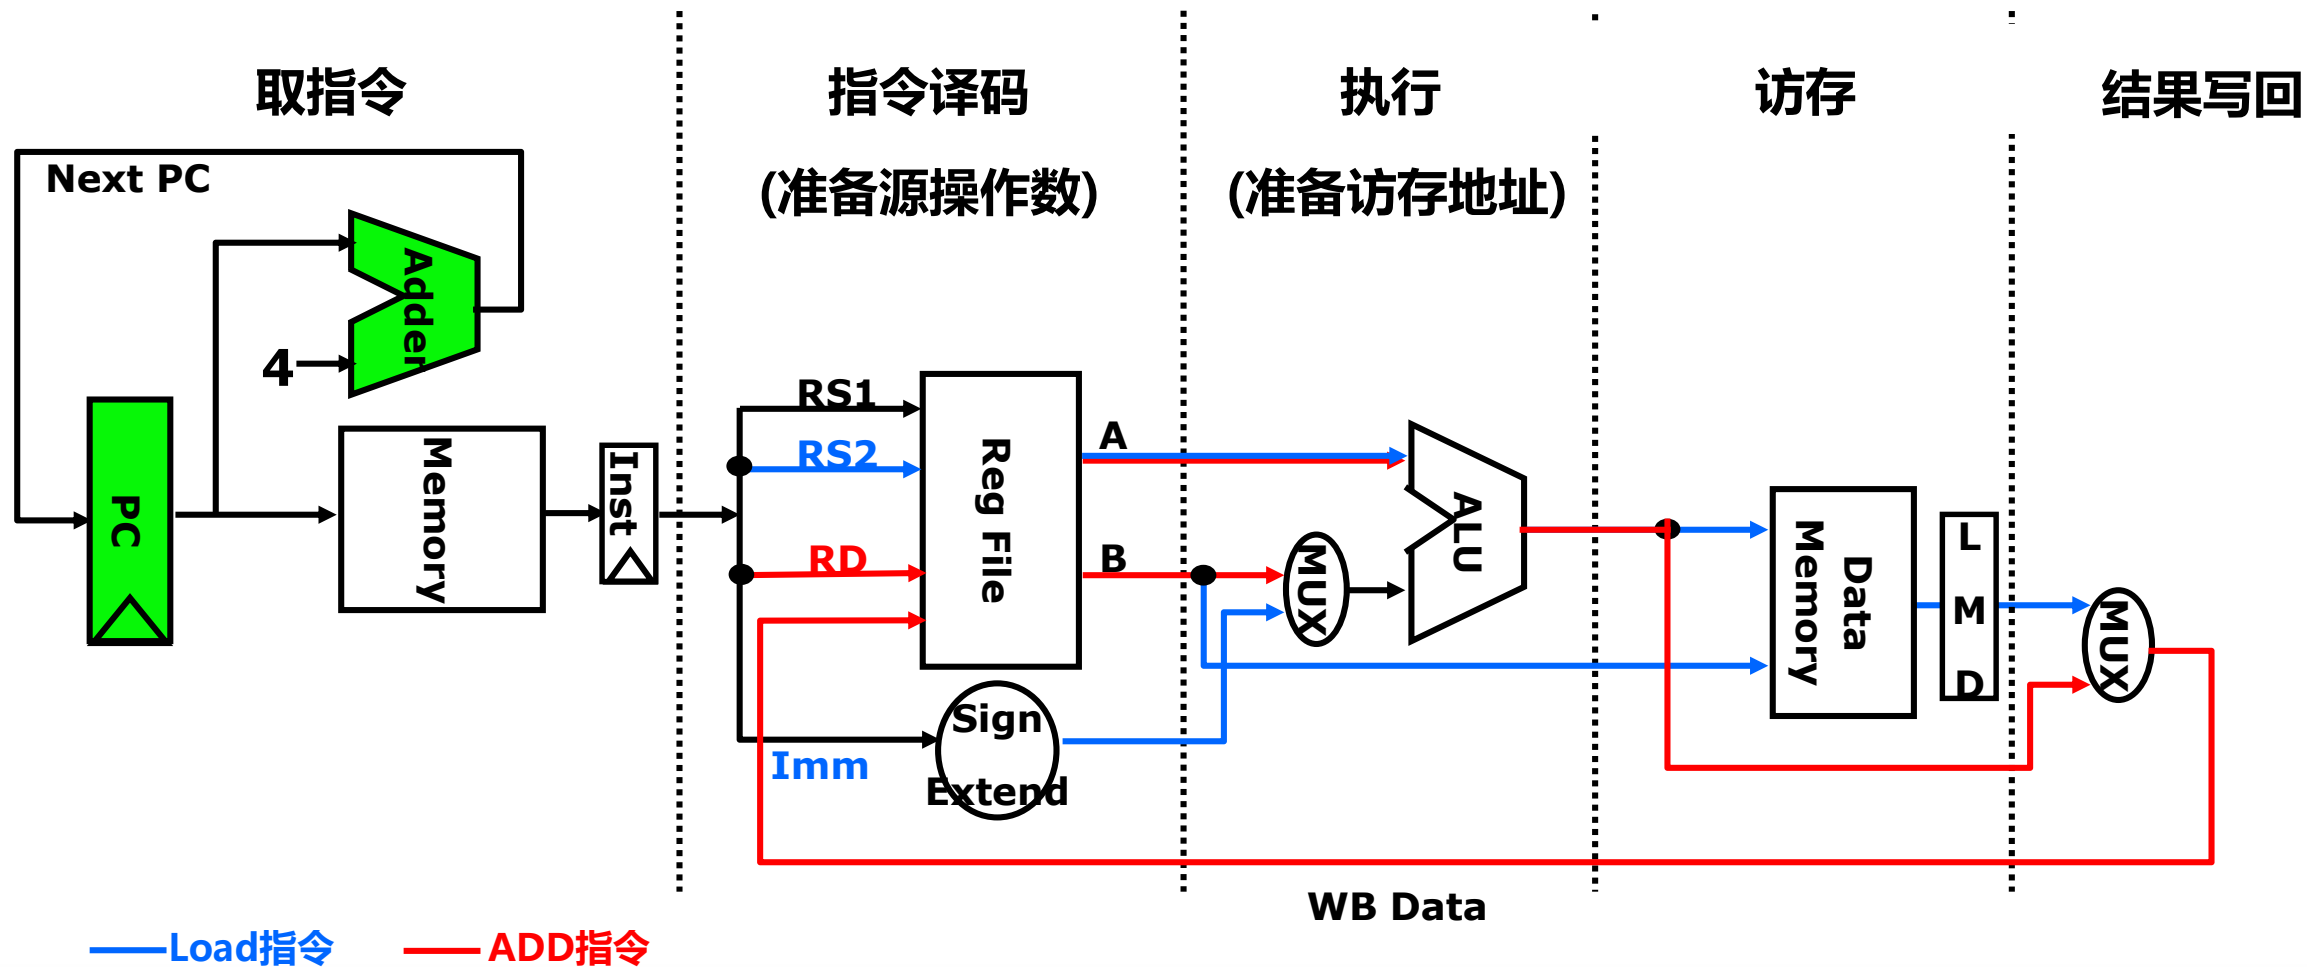 取指令
指令译码
(准备源操作数)
执行
(准备访存地址)
访存
结果写回
Next PC
Adder
4
PC
Memory
Inst
RS1
RS2
RD
Imm
Reg File
Sign
Extend
A
B
MUX
ALU
Data
Memory
L
M
D
MUX
WB Data
Load指令
ADD指令